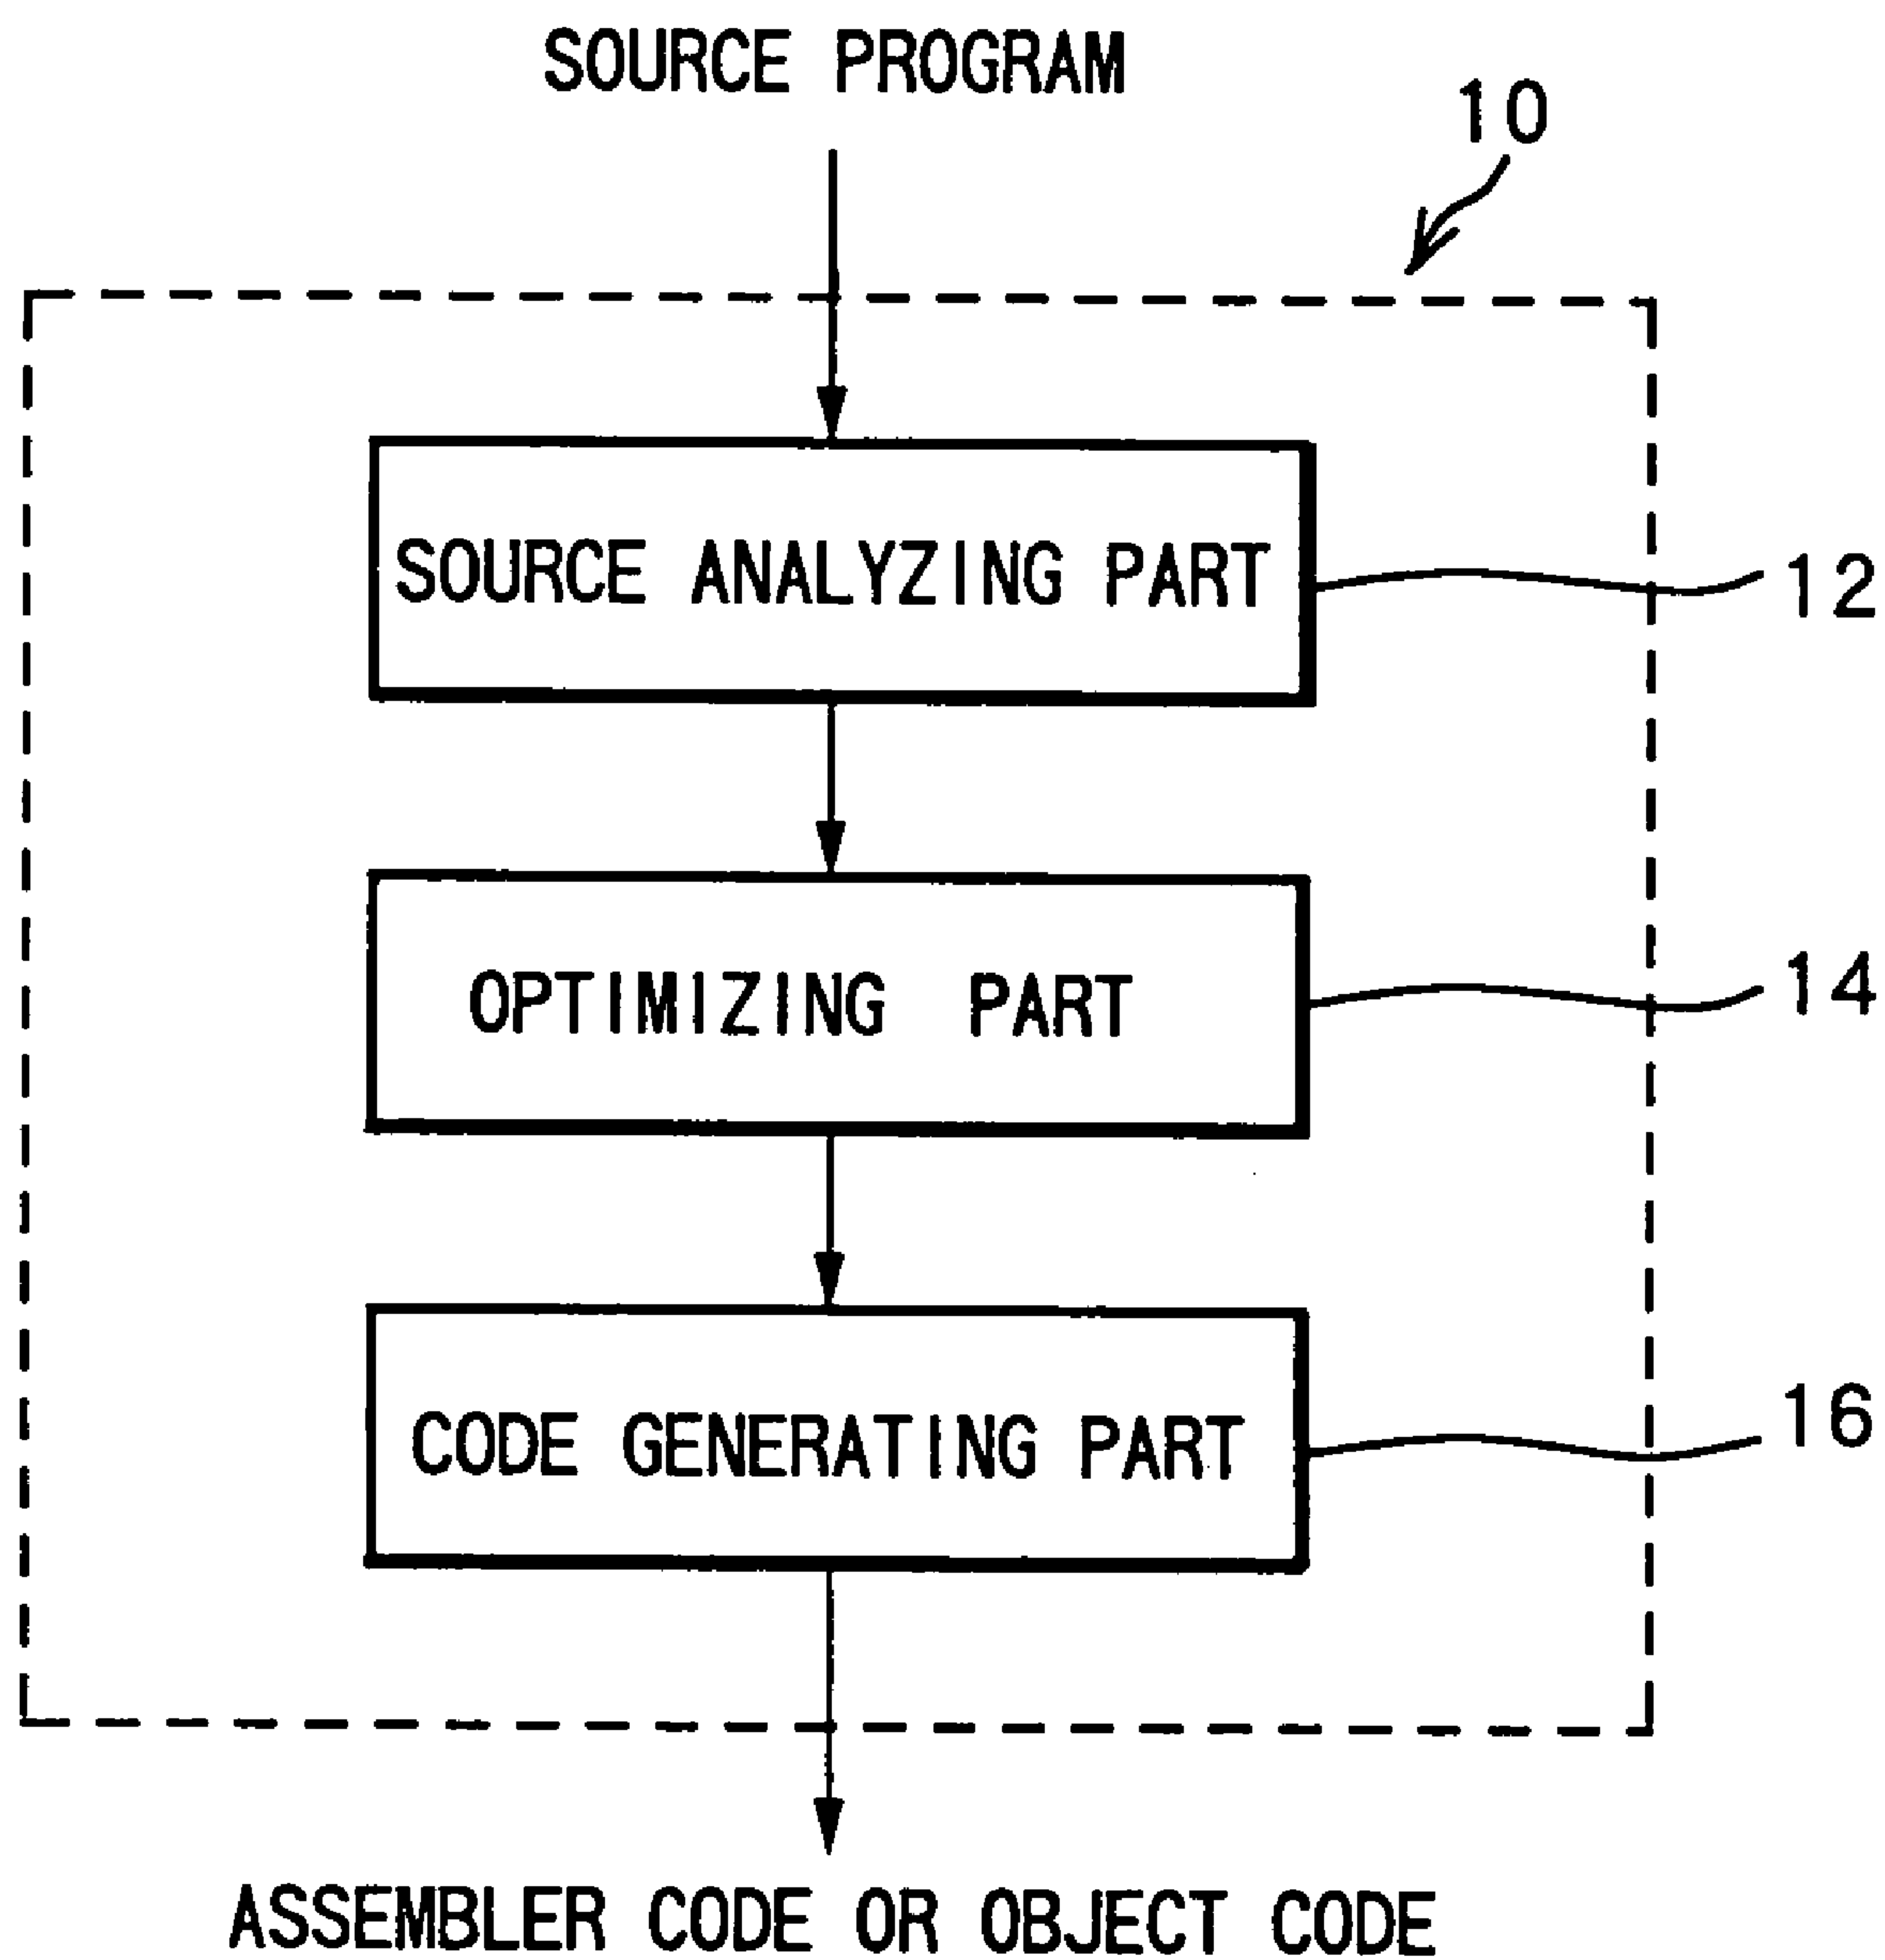 SOURCE PROGRAM
10
SOURCE ANALYZING PART
12
OPTIMIZING PART
14
CODE GENERATING PART
16
ASSEMBLER CODE OR OBJECT CODE